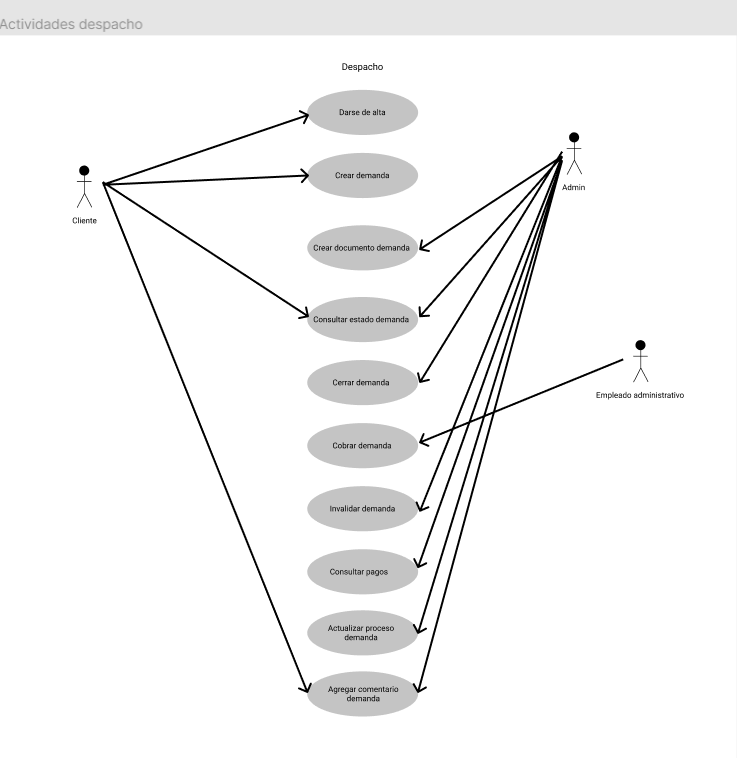 Actividades despacho
Despacho
Darse de alta
Crear demanda
Admin
Cliente
Crear documento demanda
Consultar estado demanda
Cerrar demanda
Empleado administrativo
Cobrar demanda
Invalidar demanda
Consultar pagos
Actualizar proceso
demanda
Agregar comentario
demanda